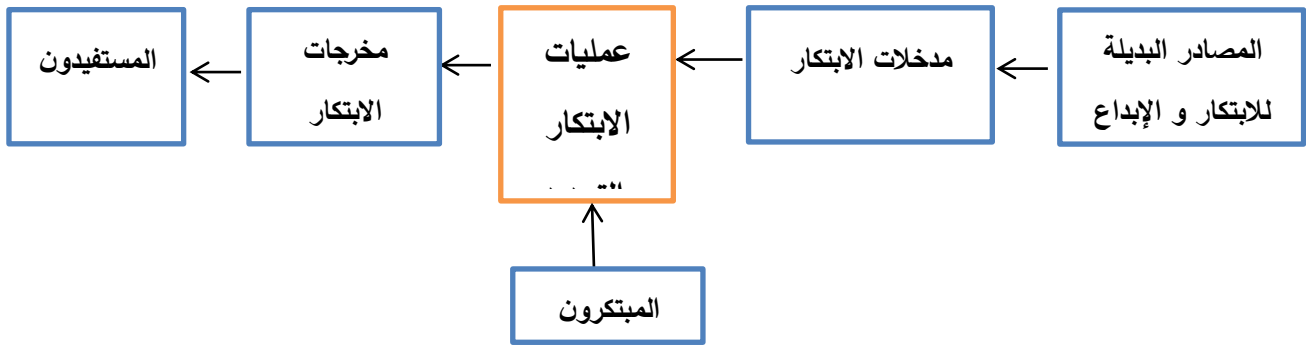 المصادر البديلة
للابتكار و الإبداع
مدخلات الابتكار
عمليات
الابتكار
مخرجات
الابتكار
المستفيدون
المبتكرون